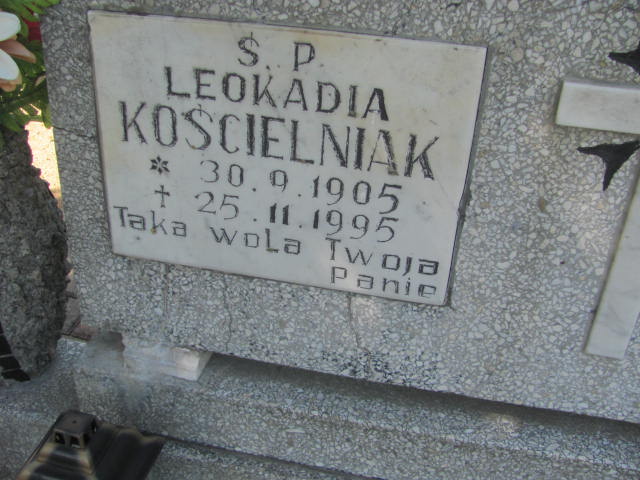 Ś. P.
LEOKADIA
KOŚCIELNIAK
* 30.9.1905
† 25.11.1995
Taka wola Twoja
Panie